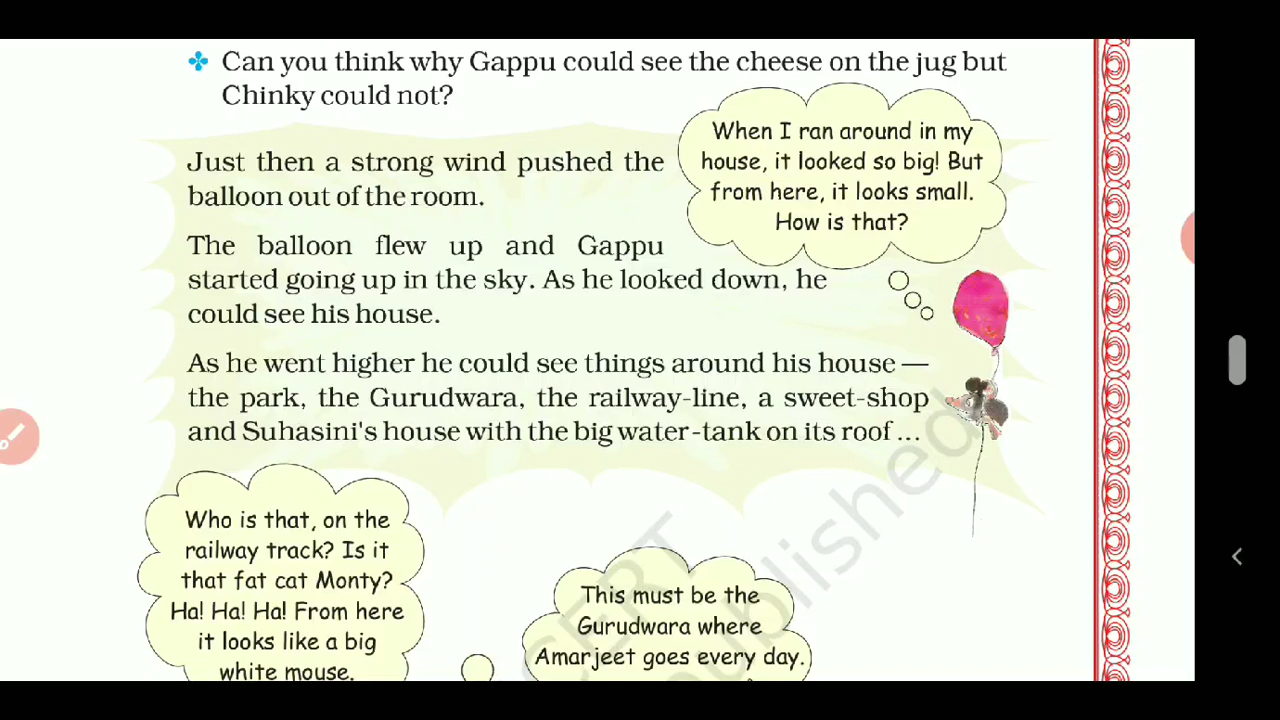 Can you think why Gappu could see the cheese on the jug but
Chinky could not?
When I ran around in my
house, it looked so big! But
from here, it looks small.
How is that?
Just then a strong wind pushed the
balloon out of the room.
The balloon flew up and Gappu
started going up in the sky. As he looked down, he
could see his house.
As he went higher he could see things around his house —
the park, the Gurudwara, the railway-line, a sweet-shop
and Suhasini's house with the big water-tank on its roof ...
Who is that, on the
railway track? Is it
that fat cat Monty?
Ha! Ha! Ha! From here
it looks like a big
white mouse.
This must be the
Gurudwara where
Amarjeet goes every day.
CERT
published